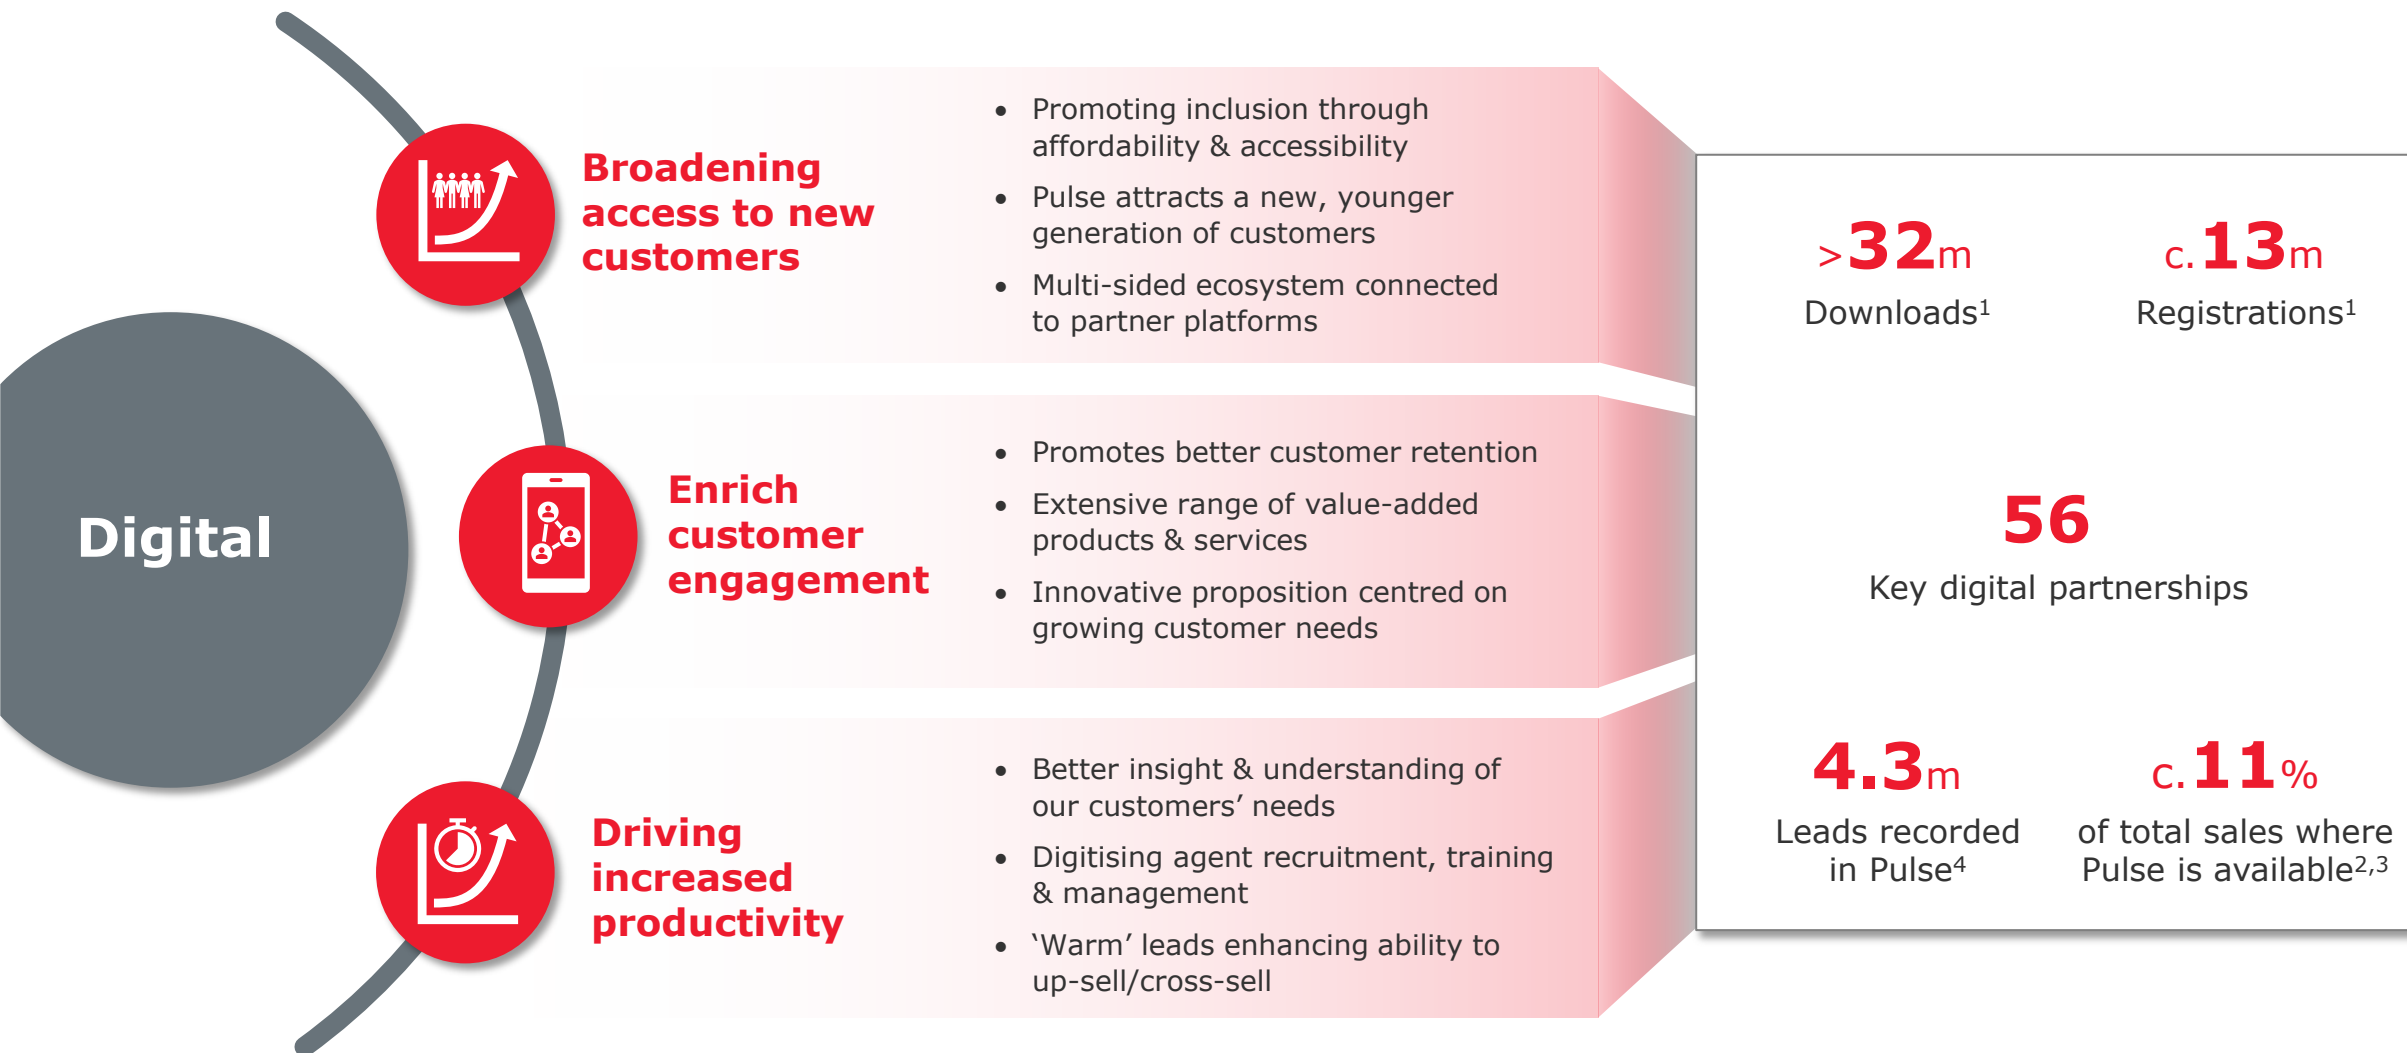 Digital
Broadening
access to new
customers
• Promoting inclusion through
affordability & accessibility
• Pulse attracts a new, younger
generation of customers
• Multi-sided ecosystem connected
to partner platforms
>32m
Downloads¹
c.13m
Registrations¹
Enrich
customer
engagement
• Promotes better customer retention
• Extensive range of value-added
products & services
• Innovative proposition centred on
growing customer needs
56
Key digital partnerships
Driving
increased
productivity
• Better insight & understanding of
our customers’ needs
• Digitising agent recruitment, training
& management
• ‘Warm’ leads enhancing ability to
up-sell/cross-sell
4.3m
Leads recorded
in Pulse⁴
c.11%
of total sales where
Pulse is available²,³